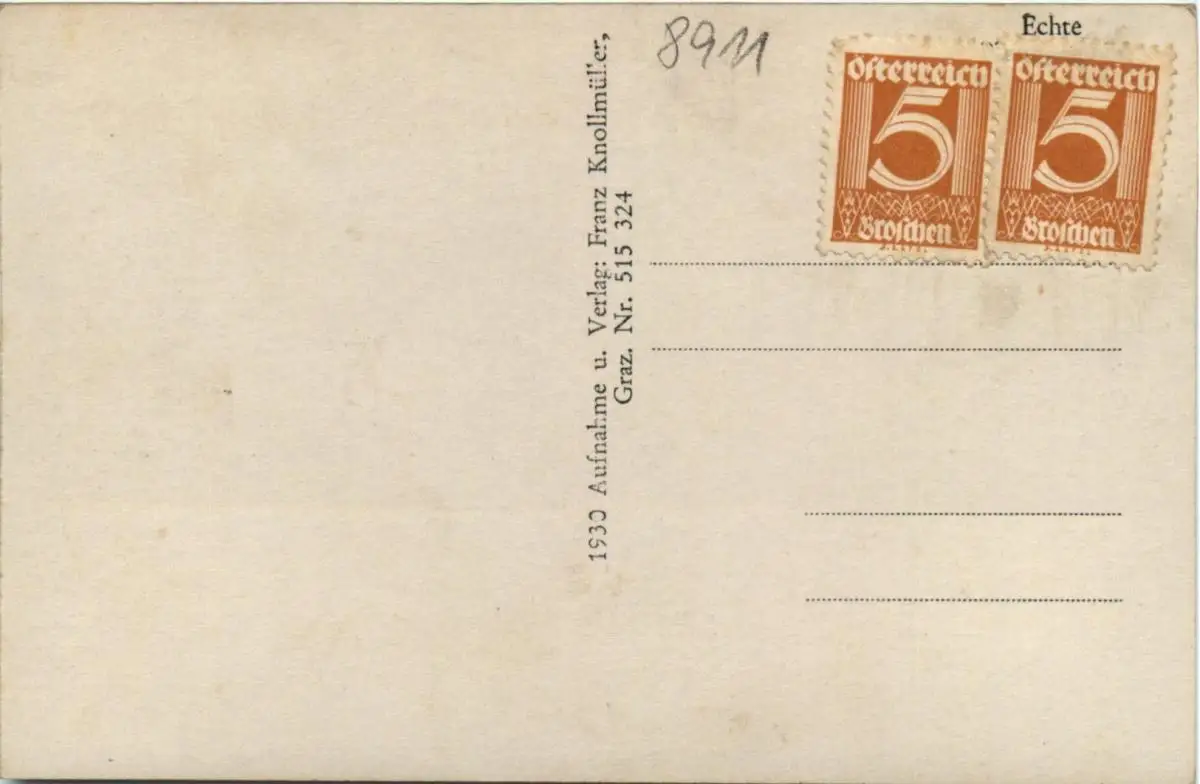 8911
Echte
Österreich
5
Groschen
Österreich
5
Groschen
1930 Aufnahme u. Verlag: Franz Knollmüller,
Graz. Nr. 515 324